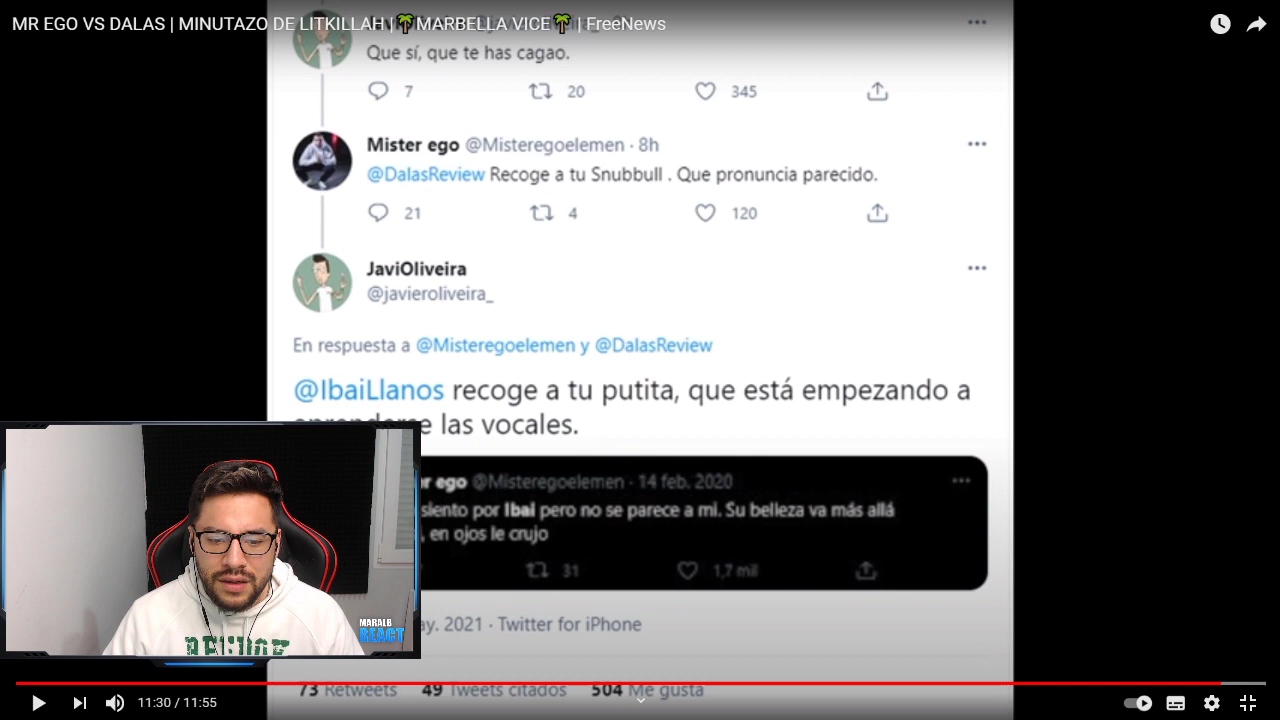 MR EGO VS DALAS | MINUTAZO DE LITKILLAH |🌴MARBELLA VICE🌴| FreeNews
Que sí, que te has cagao.
7 20 345
Mister ego @Misteregoelemen · 8h
@DalasReview Recoge a tu Snubbull . Que pronuncia parecido.
21 4 120
JaviOliveira
@javieroliveira_
En respuesta a @Misteregoelemen y @DalasReview
@IbaiLlanos recoge a tu putita, que está empezando a
las vocales.
ego @Misteregoelemen · 14 feb. 2020
siento por Ibai pero no se parece a mi. Su belleza va más allá
, en ojos le crujo
31 1,7 mil
ay. 2021 · Twitter for iPhone
MARALB
REACT
73 Retweets 49 Tweets citados 504 Me gusta
11:30 / 11:55